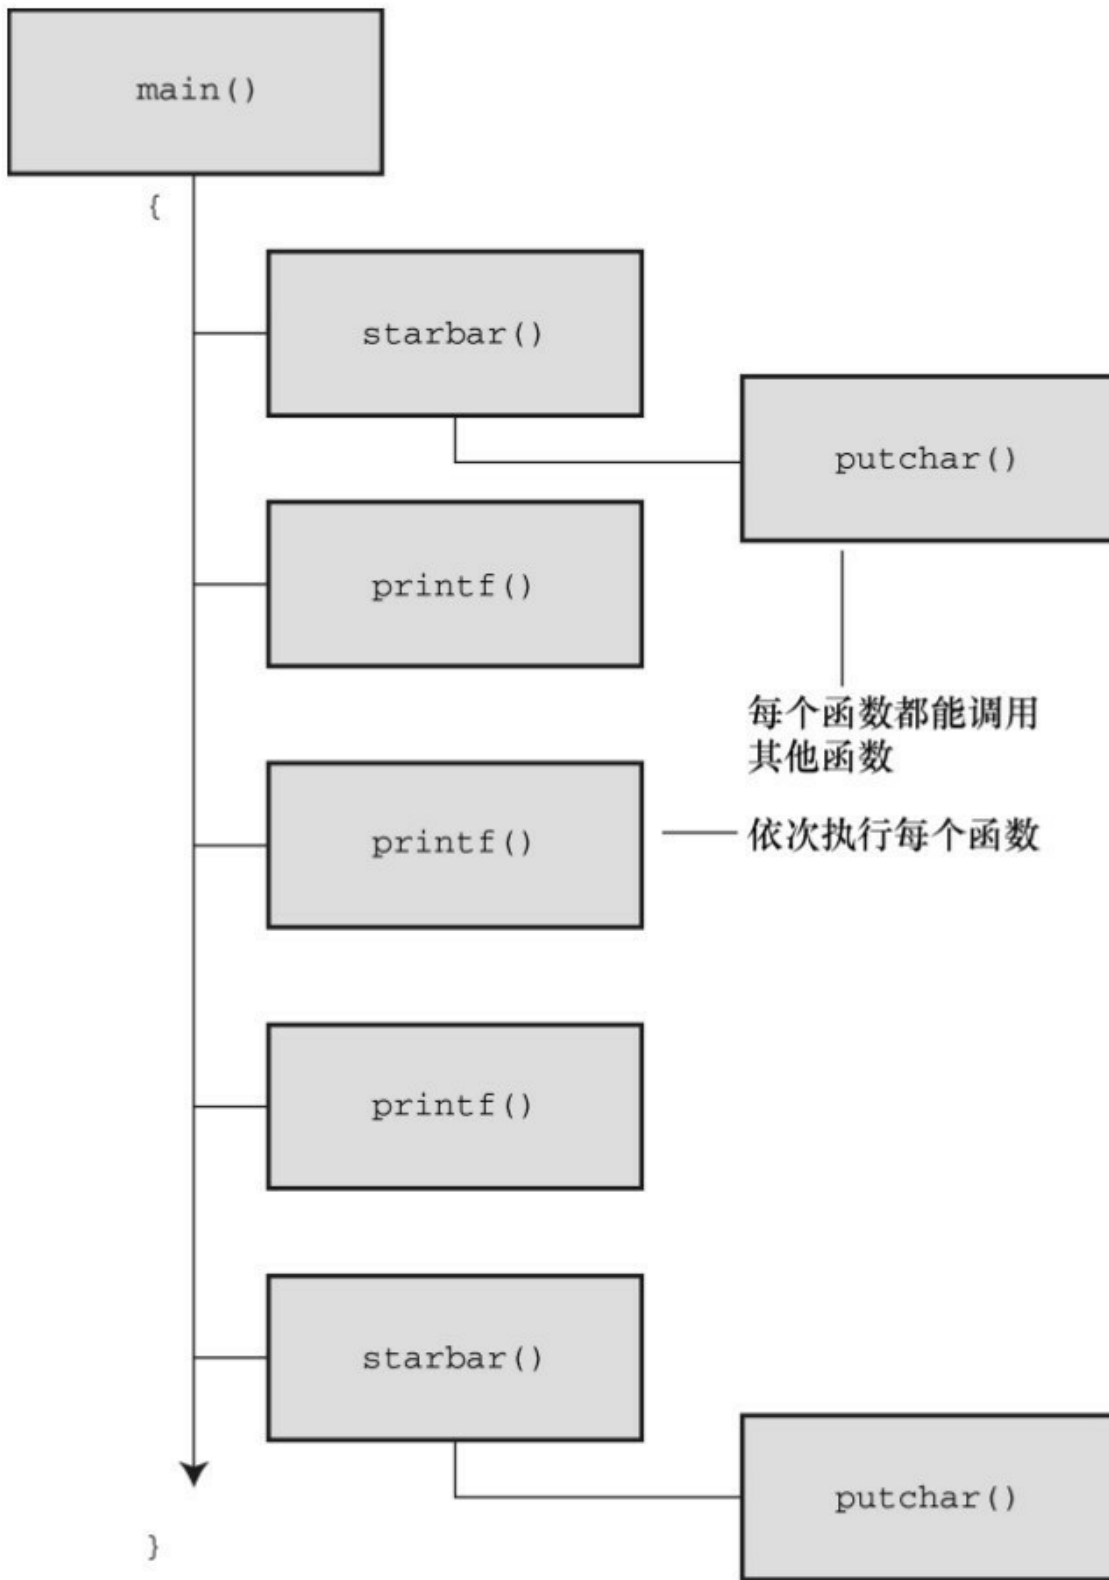 main()
{
starbar()
putchar()
printf()
每个函数都能调用
其他函数
printf()
依次执行每个函数
printf()
starbar()
putchar()
}